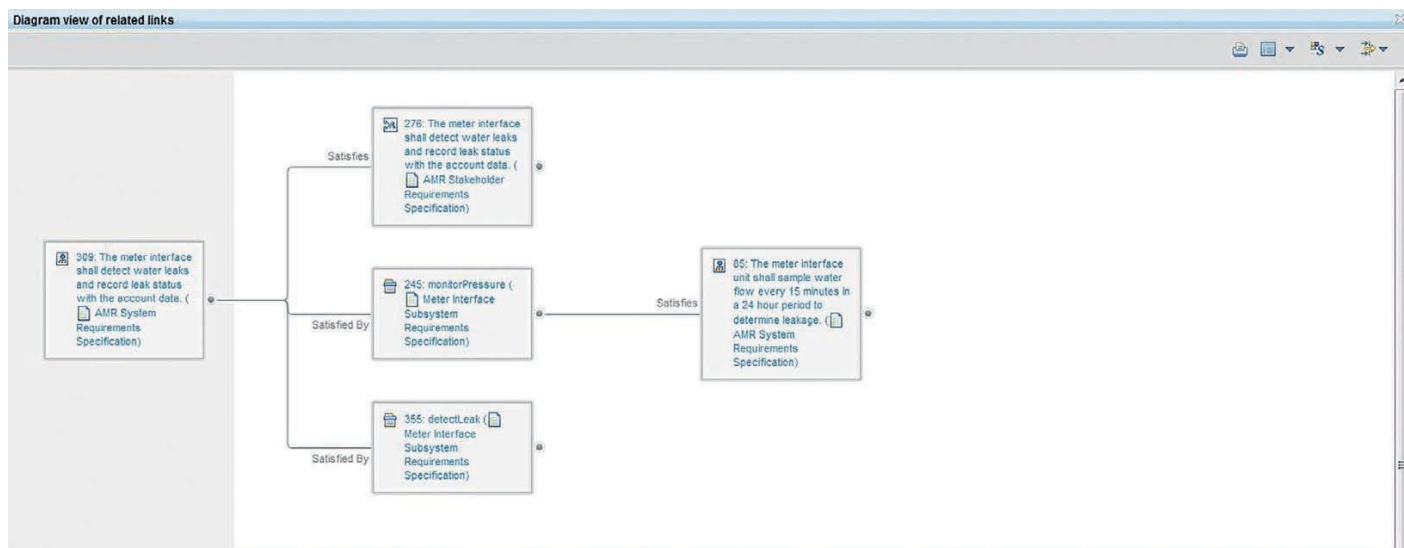 Diagram view of related links
Satisfies
276: The meter interface
shall detect water leaks
and record leak status
with the account data. (
AMR Stakeholder
Requirements
Specification)
309: The meter interface
shall detect water leaks
and record leak status
with the account data. (
AMR System
Requirements
Specification)
Satisfied By
245: monitorPressure (
Meter Interface
Subsystem
Requirements
Specification)
Satisfies
85: The meter interface
unit shall sample water
flow every 15 minutes in
a 24 hour period to
determine leakage. (
AMR System
Requirements
Specification)
Satisfied By
355: detectLeak (
Meter Interface
Subsystem
Requirements
Specification)